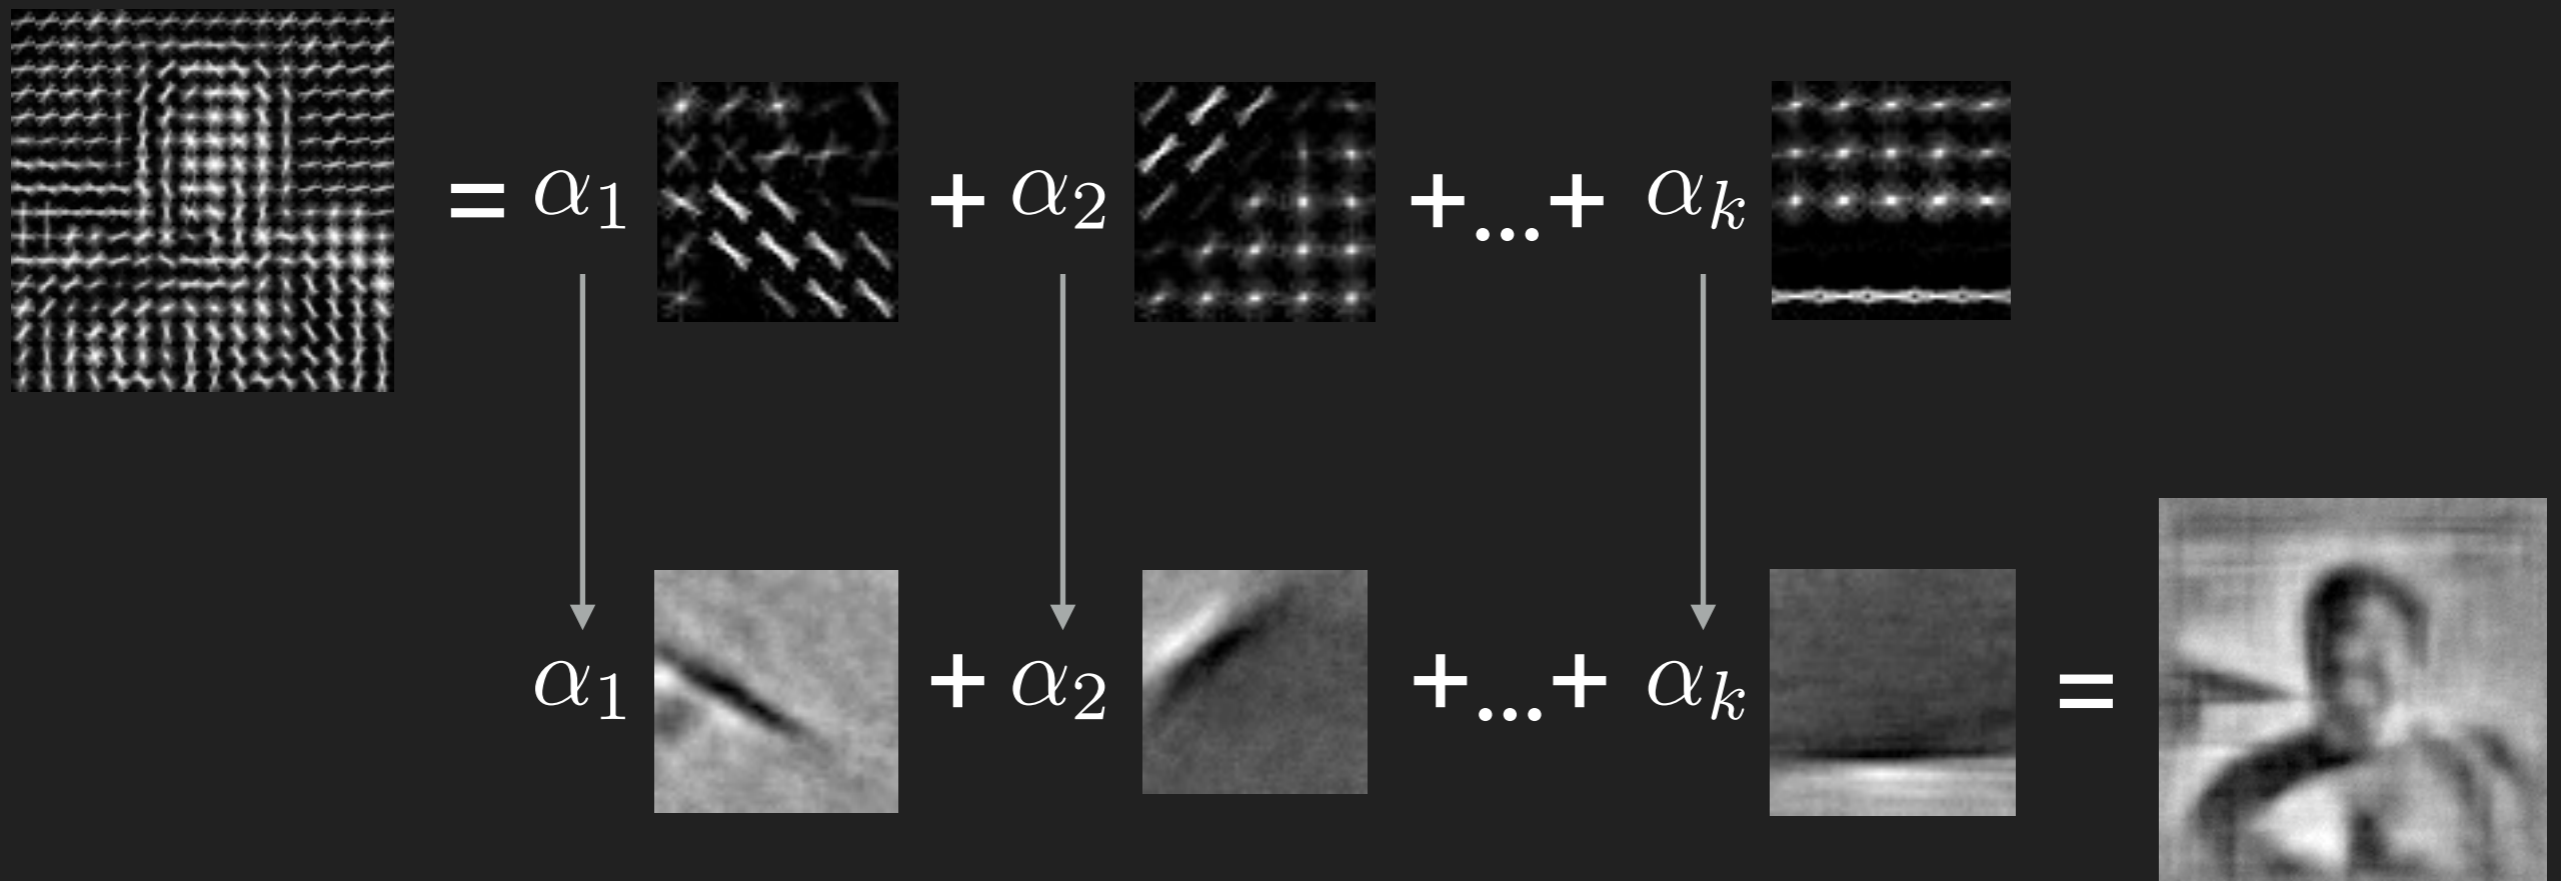 = α₁ + α₂ +...+ αₖ
α₁ + α₂ +...+ αₖ =